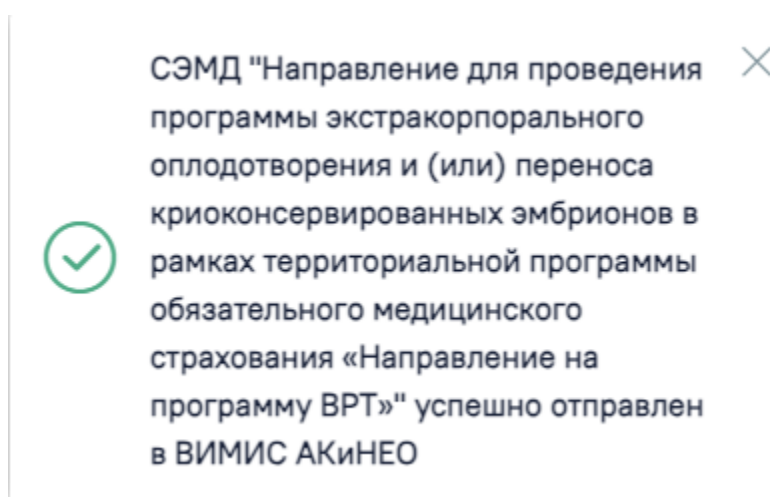 СЭМД "Направление для проведения
программы экстракорпорального
оплодотворения и (или) переноса
криоконсервированных эмбрионов в
рамках территориальной программы
обязательного медицинского
страхования «Направление на
программу ВРТ»" успешно отправлен
в ВИМИС АКиНЕО